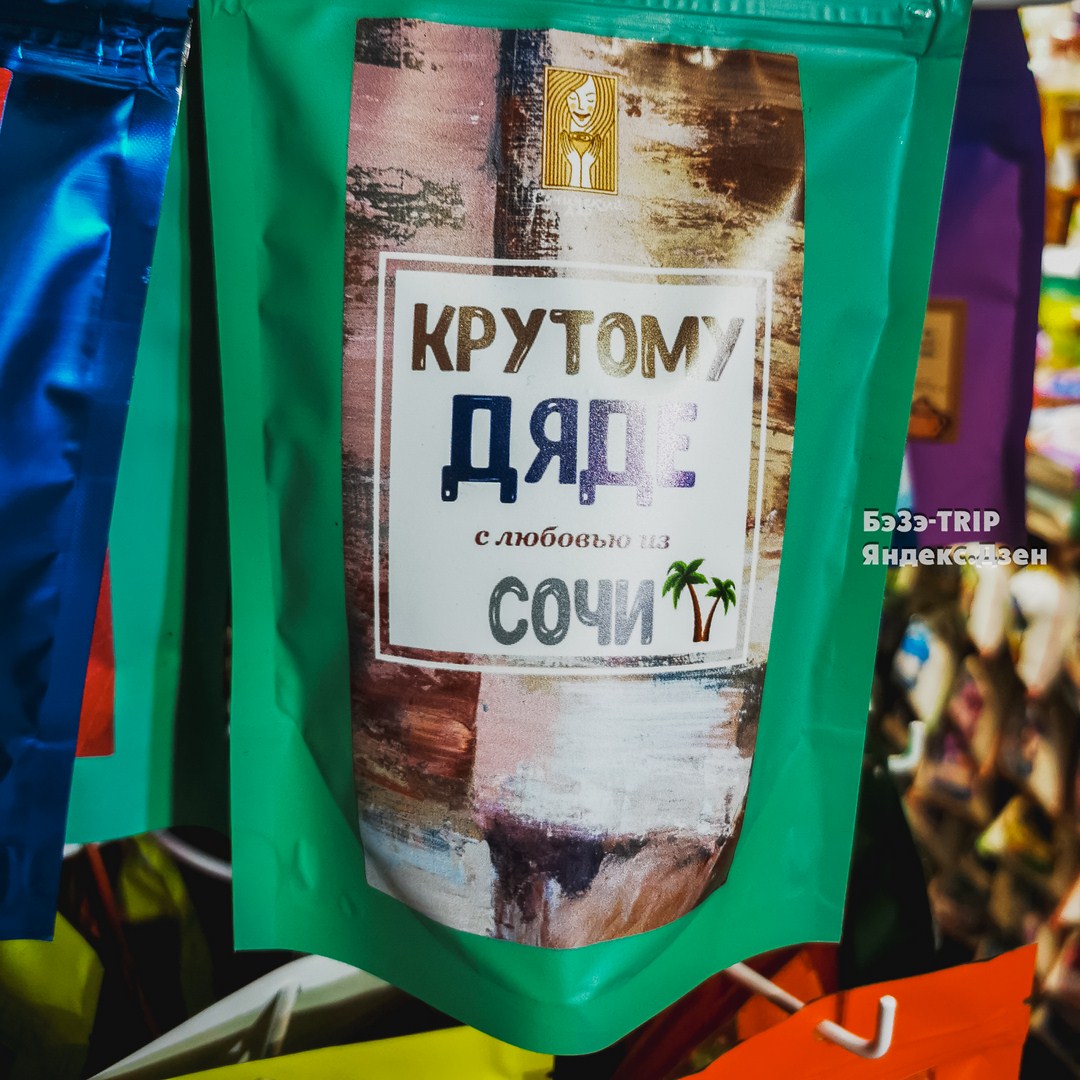 КРУТОМУ
ДЯДЕ
с любовью из
СОЧИ
БэЗэ-TRIP
Яндекс.Дзен